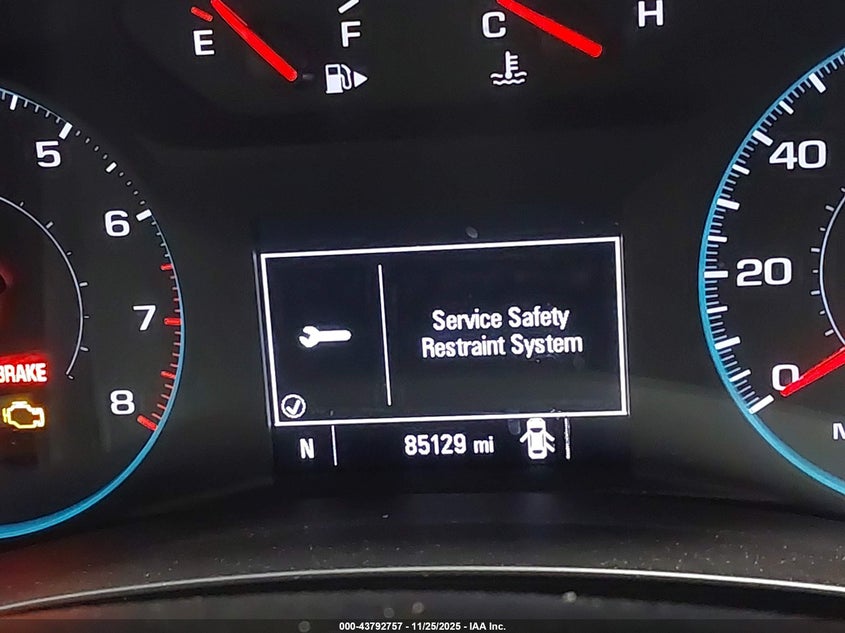 E
F
C
H
5
6
7
8
BRAKE
Service Safety
Restraint System
N
85129 mi
40
20
0
000-43792757 - 11/25/2025 - IAA Inc.